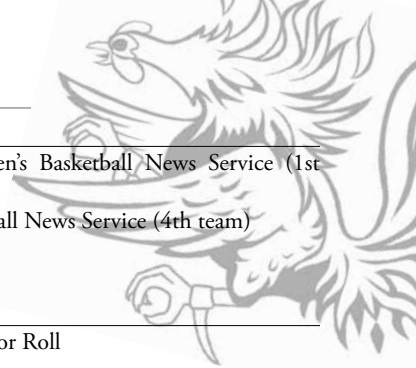 en's Basketball News Service (1st
all News Service (4th team)
or Roll